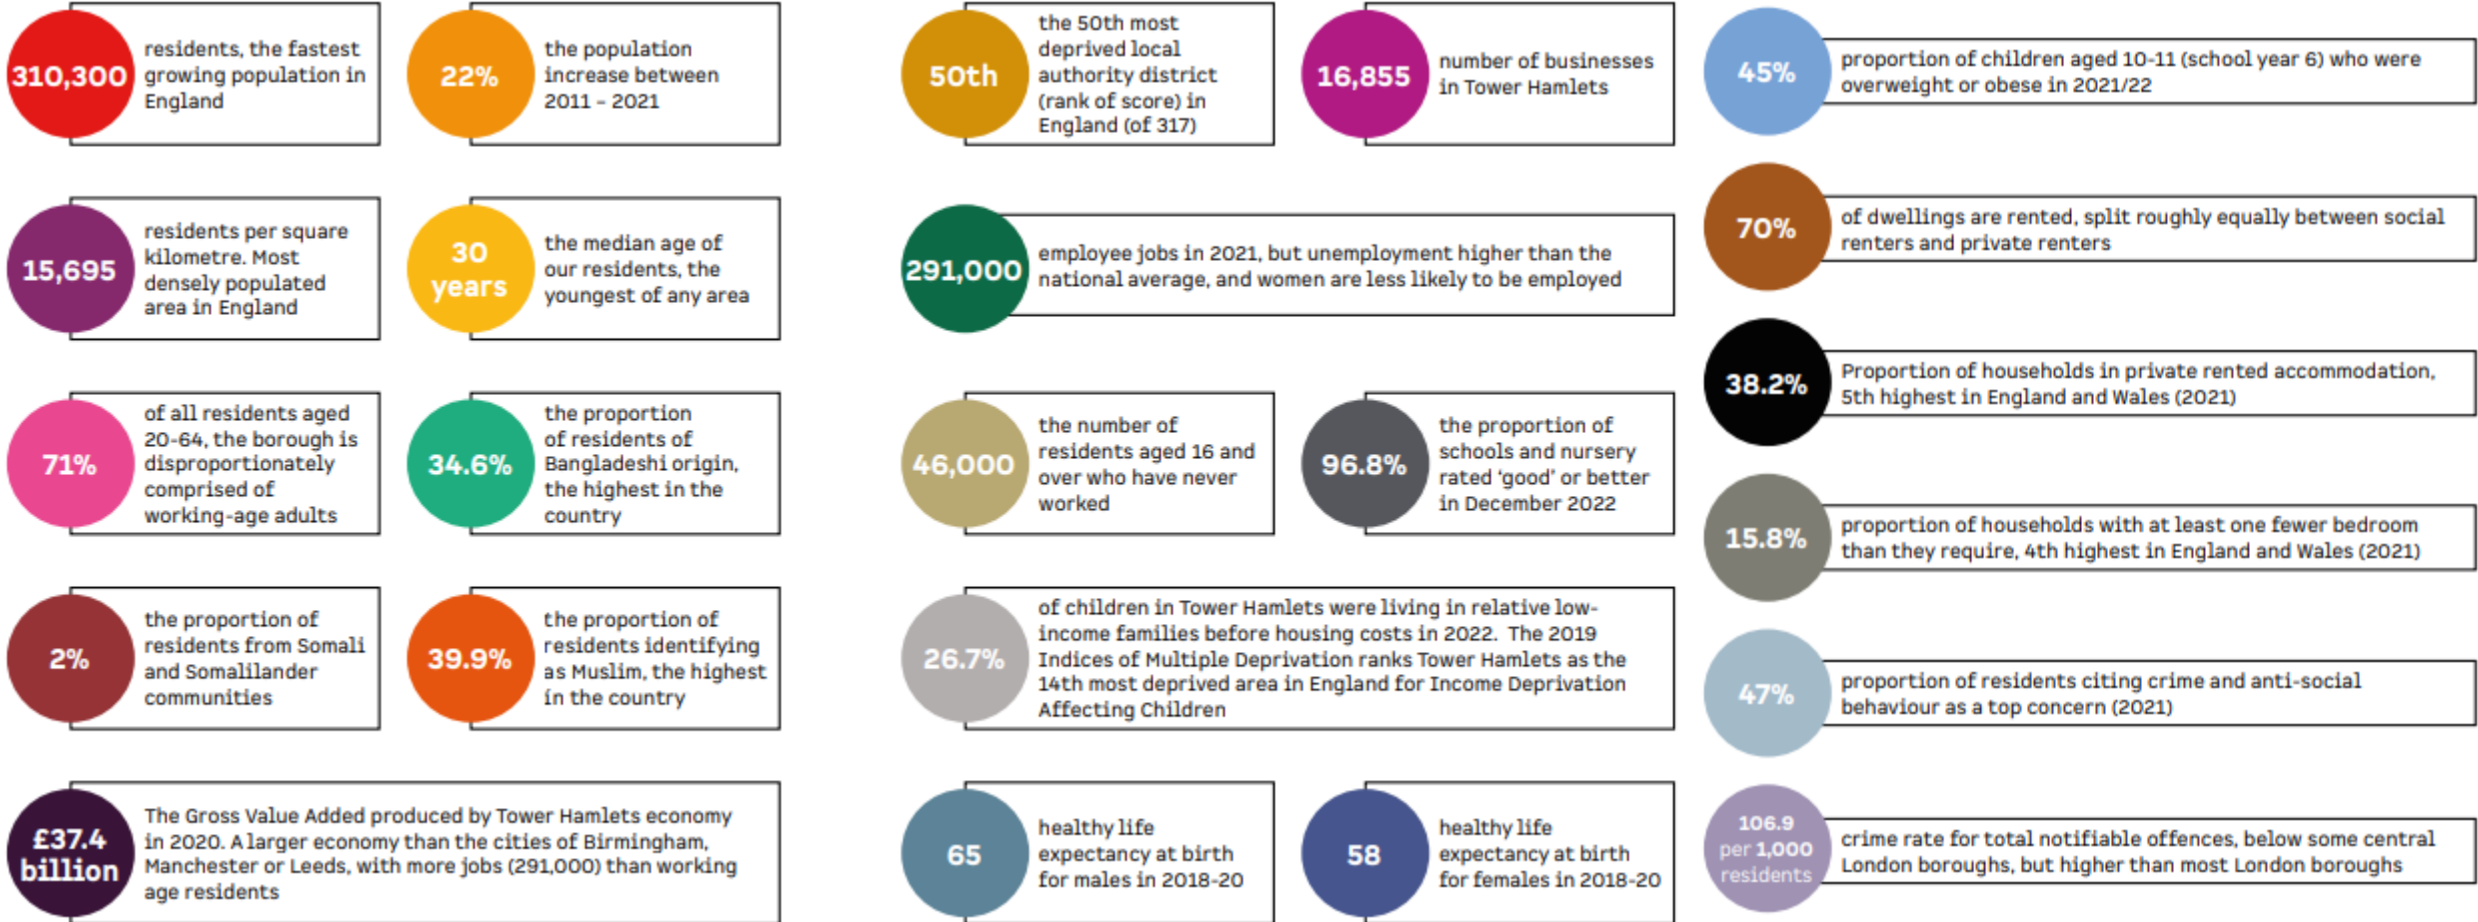 310,300
residents, the fastest
growing population in
England
22%
the population
increase between
2011 – 2021
15,695
residents per square
kilometre. Most
densely populated
area in England
30
years
the median age of
our residents, the
youngest of any area
71%
of all residents aged
20-64, the borough is
disproportionately
comprised of
working-age adults
34.6%
the proportion
of residents of
Bangladeshi origin,
the highest in the
country
2%
the proportion of
residents from Somali
and Somalilander
communities
39.9%
the proportion of
residents identifying
as Muslim, the highest
in the country
£37.4
billion
The Gross Value Added produced by Tower Hamlets economy
in 2020. A larger economy than the cities of Birmingham,
Manchester or Leeds, with more jobs (291,000) than working
age residents
50th
the 50th most
deprived local
authority district
(rank of score) in
England (of 317)
16,855
number of businesses
in Tower Hamlets
291,000
employee jobs in 2021, but unemployment higher than the
national average, and women are less likely to be employed
46,000
the number of
residents aged 16 and
over who have never
worked
96.8%
the proportion of
schools and nursery
rated ‘good’ or better
in December 2022
26.7%
of children in Tower Hamlets were living in relative low-
income families before housing costs in 2022. The 2019
Indices of Multiple Deprivation ranks Tower Hamlets as the
14th most deprived area in England for Income Deprivation
Affecting Children
65
healthy life
expectancy at birth
for males in 2018-20
58
healthy life
expectancy at birth
for females in 2018-20
45%
proportion of children aged 10-11 (school year 6) who were
overweight or obese in 2021/22
70%
of dwellings are rented, split roughly equally between social
renters and private renters
38.2%
Proportion of households in private rented accommodation,
5th highest in England and Wales (2021)
15.8%
proportion of households with at least one fewer bedroom
than they require, 4th highest in England and Wales (2021)
47%
proportion of residents citing crime and anti-social
behaviour as a top concern (2021)
106.9
per 1,000
residents
crime rate for total notifiable offences, below some central
London boroughs, but higher than most London boroughs